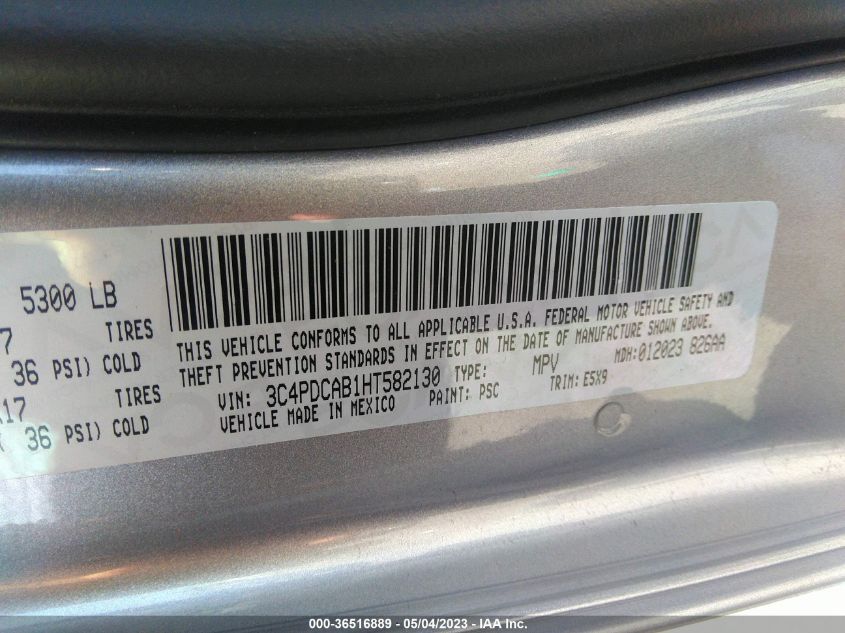 5300 LB
7 TIRES
36 PSI) COLD
17 TIRES
( 36 PSI) COLD
THIS VEHICLE CONFORMS TO ALL APPLICABLE U.S.A. FEDERAL MOTOR VEHICLE SAFETY AND
THEFT PREVENTION STANDARDS IN EFFECT ON THE DATE OF MANUFACTURE SHOWN ABOVE.
VIN: 3C4PDCAB1HT582130 TYPE: MPV MDH:012023 826AA
VEHICLE MADE IN MEXICO PAINT: PSC TRIM: E5X9
000-36516889 - 05/04/2023 - IAA Inc.